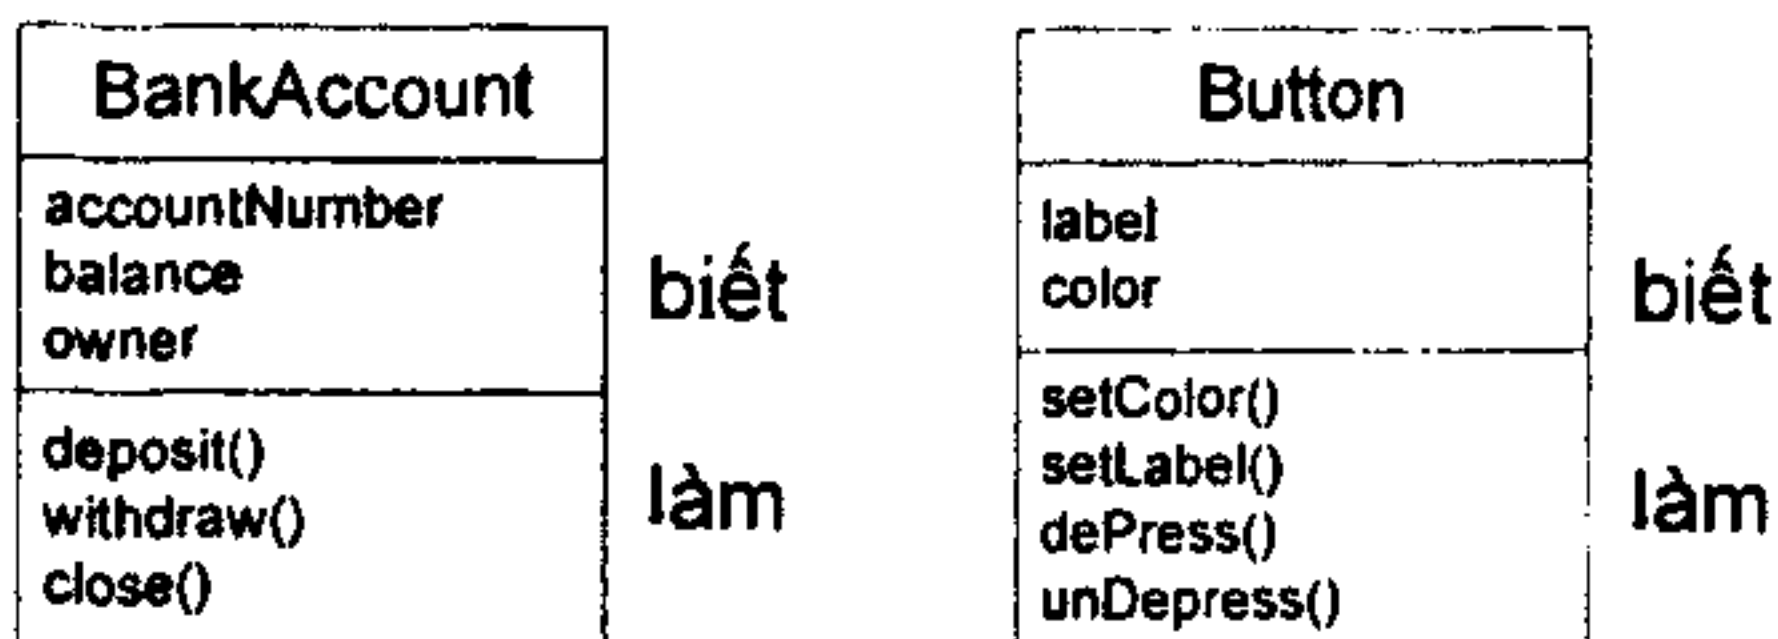 BankAccount
accountNumber
balance
owner
biết
deposit()
withdraw()
close()
làm
Button
label
color
biết
setColor()
setLabel()
dePress()
unDepress()
làm